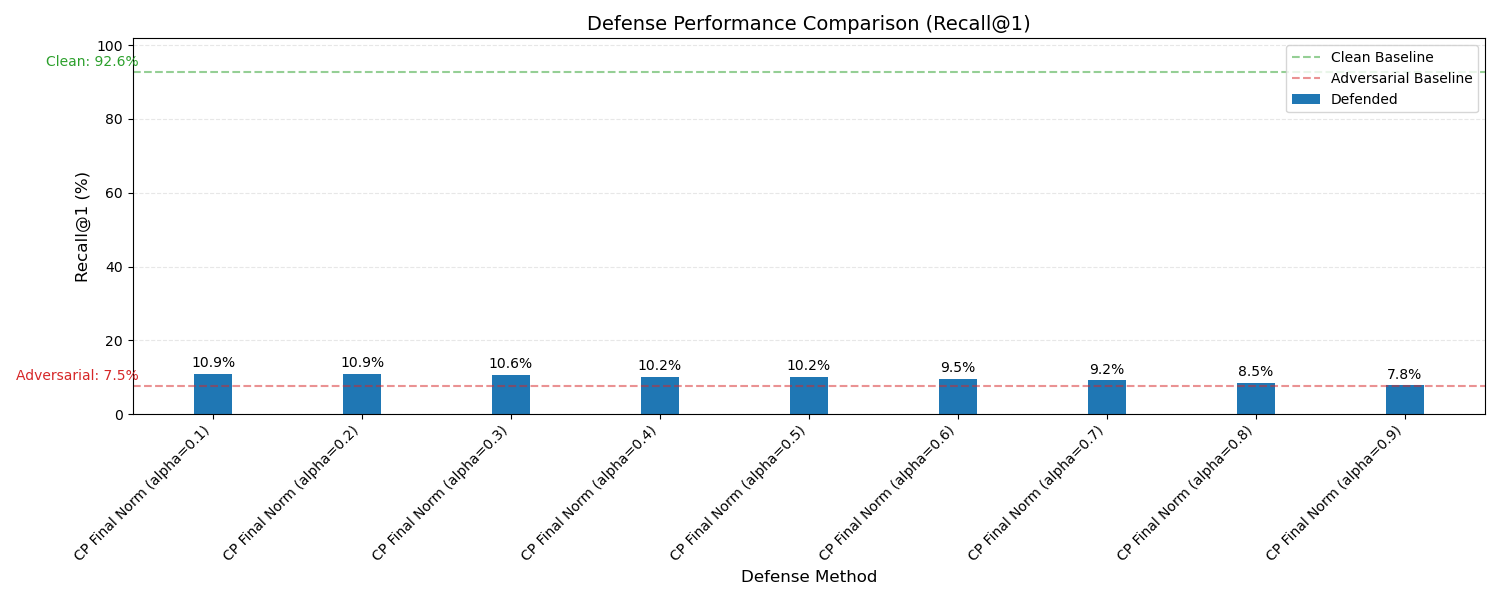 Defense Performance Comparison (Recall@1)
Clean: 92.6%
Adversarial: 7.5%
Recall@1 (%)
100
80
60
40
20
0
Clean Baseline
Adversarial Baseline
Defended
10.9%
10.9%
10.6%
10.2%
10.2%
9.5%
9.2%
8.5%
7.8%
CP Final Norm (alpha=0.1)
CP Final Norm (alpha=0.2)
CP Final Norm (alpha=0.3)
CP Final Norm (alpha=0.4)
CP Final Norm (alpha=0.5)
CP Final Norm (alpha=0.6)
CP Final Norm (alpha=0.7)
CP Final Norm (alpha=0.8)
CP Final Norm (alpha=0.9)
Defense Method